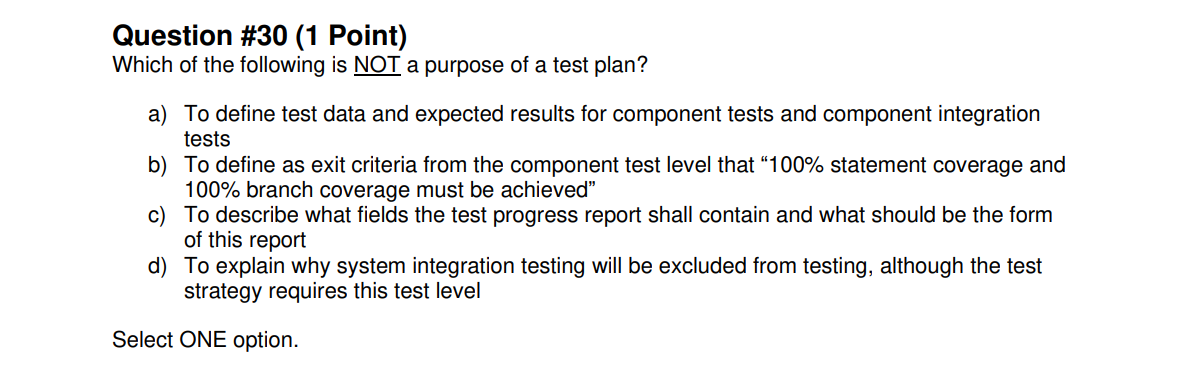 Question #30 (1 Point)
Which of the following is NOT a purpose of a test plan?
a) To define test data and expected results for component tests and component integration
tests
b) To define as exit criteria from the component test level that “100% statement coverage and
100% branch coverage must be achieved”
c) To describe what fields the test progress report shall contain and what should be the form
of this report
d) To explain why system integration testing will be excluded from testing, although the test
strategy requires this test level
Select ONE option.